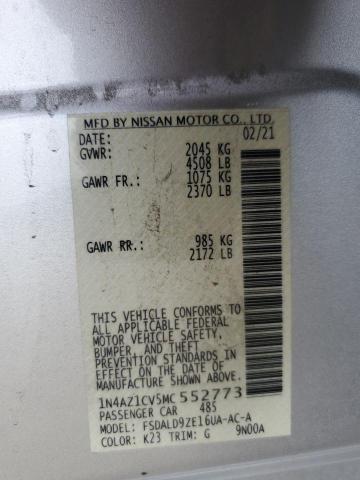 MFD BY NISSAN MOTOR CO., LTD
DATE: 02/21
GVWR: 2045 KG
4508 LB
GAWR FR.: 1075 KG
2370 LB
GAWR RR.: 985 KG
2172 LB
THIS VEHICLE CONFORMS TO
ALL APPLICABLE FEDERAL
MOTOR VEHICLE SAFETY,
BUMPER, AND THEFT
PREVENTION STANDARDS IN
EFFECT ON THE DATE OF
MANUFACTURE SHOWN ABOVE.
1N4AZ1CV5MC552773
PASSENGER CAR 485
MODEL: FSDALD9ZE16UA-AC-A
COLOR: K23 TRIM: G 9N00A